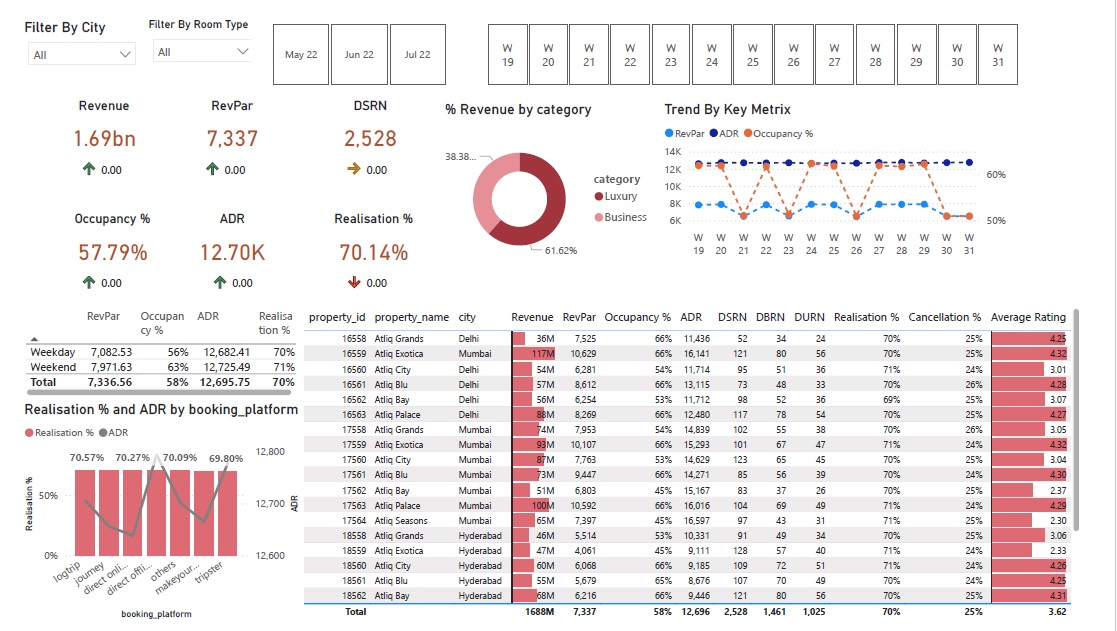 Filter By City
All
Filter By Room Type
All
May 22
Jun 22
Jul 22
W 19
W 20
W 21
W 22
W 23
W 24
W 25
W 26
W 27
W 28
W 29
W 30
W 31
Revenue
1.69bn
0.00
RevPar
7,337
0.00
DSRN
2,528
0.00
Occupancy %
57.79%
0.00
ADR
12.70K
0.00
Realisation %
70.14%
0.00
% Revenue by category
38.38...
61.62%
category
Luxury
Business
Trend By Key Metrix
RevPar ADR Occupancy %
14K
12K
10K
8K
6K
60%
50%
W 19
W 20
W 21
W 22
W 23
W 24
W 25
W 26
W 27
W 28
W 29
W 30
W 31
RevPar Occupan cy % ADR Realisa tion %
Weekday 7,082.53 56% 12,682.41 70%
Weekend 7,971.63 63% 12,725.49 71%
Total 7,336.56 58% 12,695.75 70%
Realisation % and ADR by booking_platform
Realisation % ADR
70.57% 70.27% 70.09% 69.80%
12,800
12,700
12,600
50%
0%
Realisation %
ADR
logtrip
journey
direct onli...
direct offli...
others
makeyour...
tripster
booking_platform
property_id property_name city Revenue RevPar Occupancy % ADR DSRN DBRN DURN Realisation % Cancellation % Average Rating
16558 Atliq Grands Delhi 36M 7,525 66% 11,436 52 34 24 70% 25% 4.25
16559 Atliq Exotica Mumbai 117M 10,629 66% 16,141 121 80 56 70% 25% 4.32
16560 Atliq City Delhi 54M 6,281 54% 11,714 95 51 36 71% 24% 3.01
16561 Atliq Blu Delhi 57M 8,612 66% 13,115 73 48 33 70% 26% 4.28
16562 Atliq Bay Delhi 56M 6,254 53% 11,712 98 52 36 69% 25% 3.07
16563 Atliq Palace Delhi 88M 8,269 66% 12,480 117 78 54 70% 25% 4.27
17558 Atliq Grands Mumbai 74M 7,953 54% 14,839 102 55 38 70% 26% 3.05
17559 Atliq Exotica Mumbai 93M 10,107 66% 15,293 101 67 47 71% 24% 4.32
17560 Atliq City Mumbai 87M 7,763 53% 14,629 123 65 45 70% 25% 3.04
17561 Atliq Blu Mumbai 73M 9,447 66% 14,271 85 56 39 70% 24% 4.30
17562 Atliq Bay Mumbai 51M 6,803 45% 15,167 83 37 26 70% 25% 2.37
17563 Atliq Palace Mumbai 100M 10,592 66% 16,016 104 69 49 71% 24% 4.29
17564 Atliq Seasons Mumbai 65M 7,397 45% 16,597 97 43 31 71% 24% 2.30
18558 Atliq Grands Hyderabad 46M 5,514 53% 10,331 91 49 34 70% 25% 3.06
18559 Atliq Exotica Hyderabad 47M 4,061 45% 9,111 128 57 40 71% 24% 2.33
18560 Atliq City Hyderabad 60M 6,068 66% 9,185 109 72 51 71% 24% 4.26
18561 Atliq Blu Hyderabad 55M 5,679 65% 8,676 107 70 49 70% 25% 4.25
18562 Atliq Bay Hyderabad 68M 6,216 66% 9,446 121 80 56 70% 25% 4.31
Total 1688M 7,337 58% 12,696 2,528 1,461 1,025 70% 25% 3.62